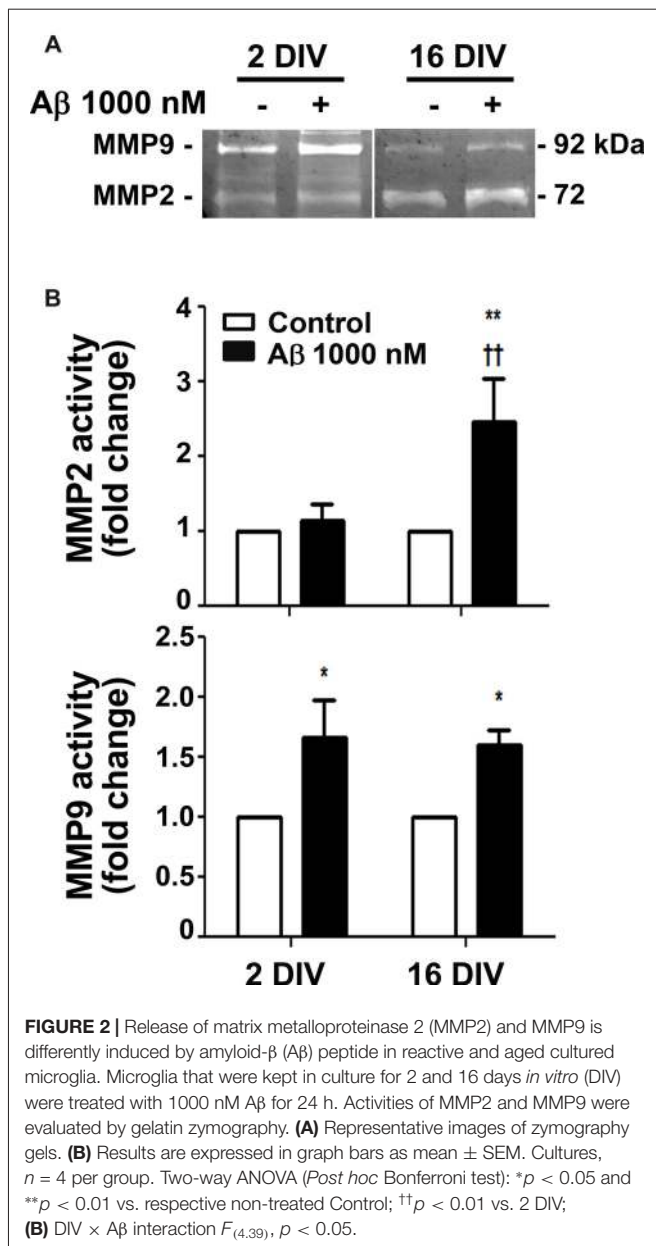 A
2 DIV 16 DIV
Aβ 1000 nM - + - +
MMP9 - - 92 kDa
MMP2 - - 72
B
MMP2 activity
(fold change)
4
3
2
1
0
Control
Aβ 1000 nM
**
††
MMP9 activity
(fold change)
2.5
2.0
1.5
1.0
0.5
0
* *
2 DIV 16 DIV
FIGURE 2 | Release of matrix metalloproteinase 2 (MMP2) and MMP9 is
differently induced by amyloid-β (Aβ) peptide in reactive and aged cultured
microglia. Microglia that were kept in culture for 2 and 16 days in vitro (DIV)
were treated with 1000 nM Aβ for 24 h. Activities of MMP2 and MMP9 were
evaluated by gelatin zymography. (A) Representative images of zymography
gels. (B) Results are expressed in graph bars as mean ± SEM. Cultures,
n = 4 per group. Two-way ANOVA (Post hoc Bonferroni test): *p < 0.05 and
**p < 0.01 vs. respective non-treated Control; ††p < 0.01 vs. 2 DIV;
(B) DIV × Aβ interaction F(4.39), p < 0.05.